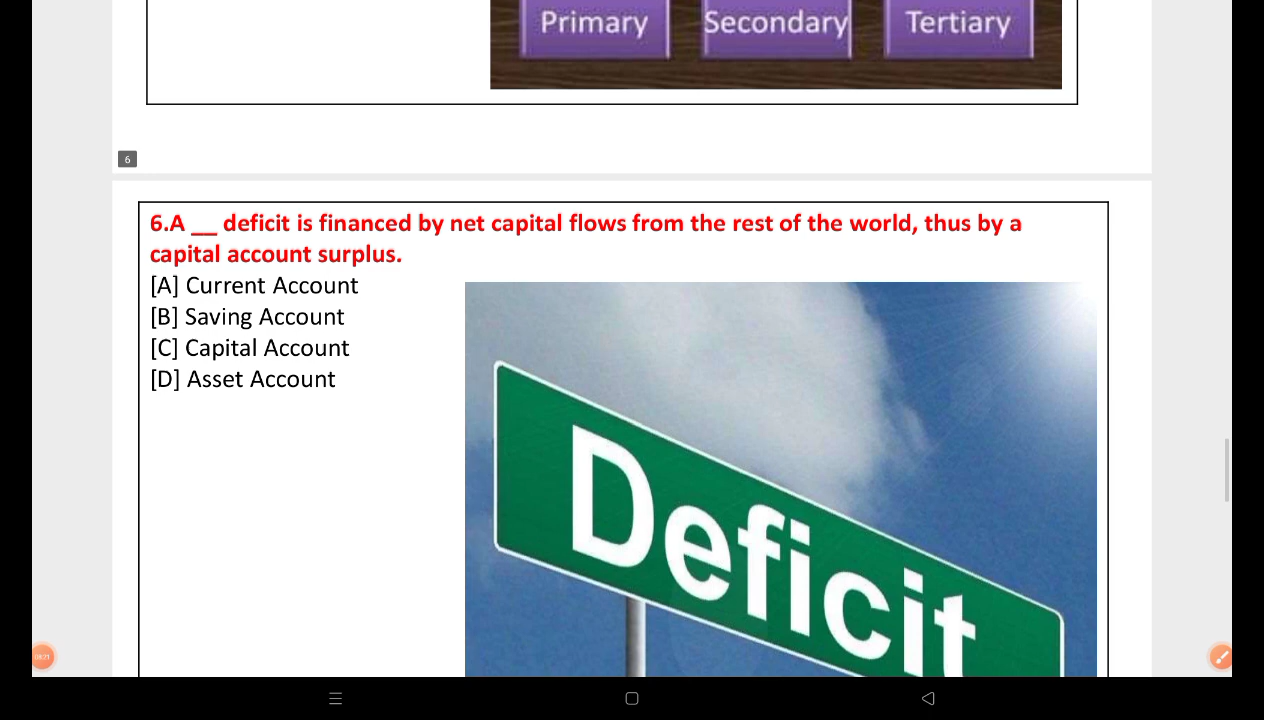 Primary Secondary Tertiary
6
6.A __ deficit is financed by net capital flows from the rest of the world, thus by a
capital account surplus.
[A] Current Account
[B] Saving Account
[C] Capital Account
[D] Asset Account
Deficit